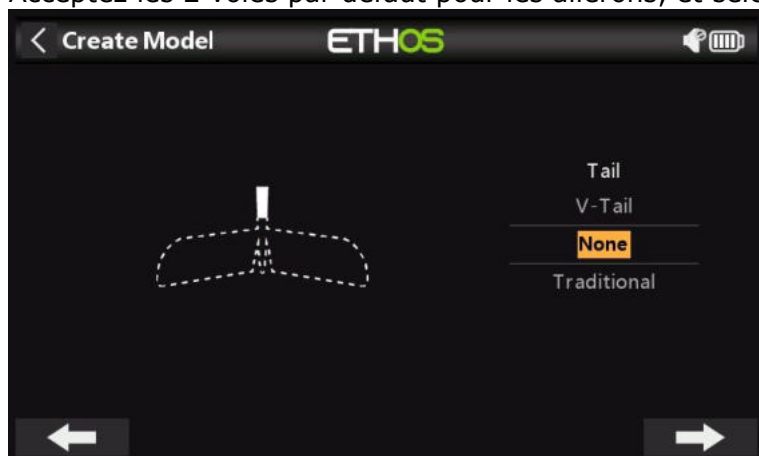 Acceptez les 2 voies par défaut pour les ailerons, et
Create Model
ETHOS
Tail
V-Tail
None
Traditional